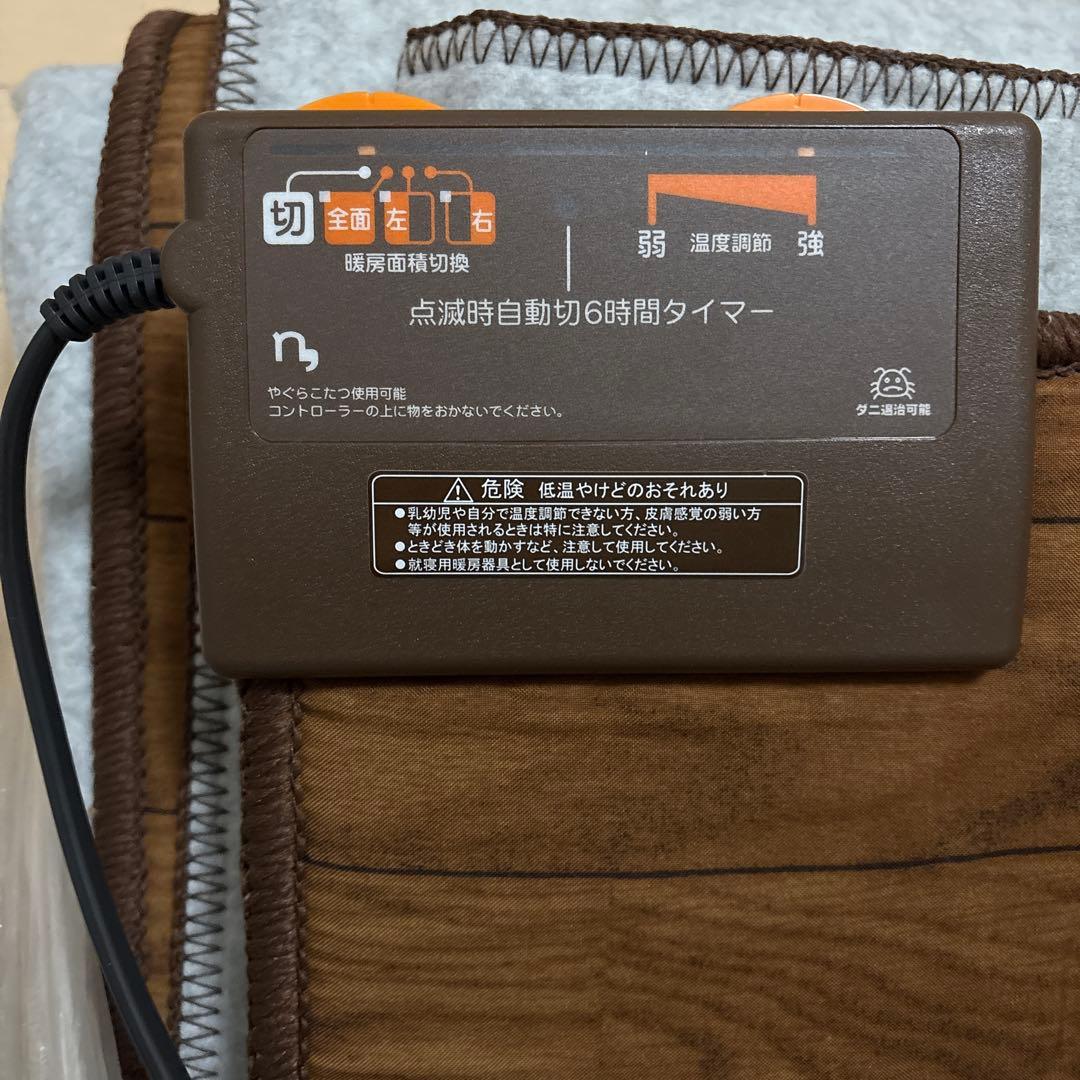 切 全面 左 右
暖房面積切換
弱 温度調節 強
点滅時自動切6時間タイマー
n
やぐらこたつ使用可能
コントローラーの上に物をおかないでください。
ダニ退治可能
危険 低温やけどのおそれあり
●乳幼児や自分で温度調節できない方、皮膚感覚の弱い方
等が使用されるときは特に注意してください。
●ときどき体を動かすなど、注意して使用してください。
●就寝用暖房器具として使用しないでください。